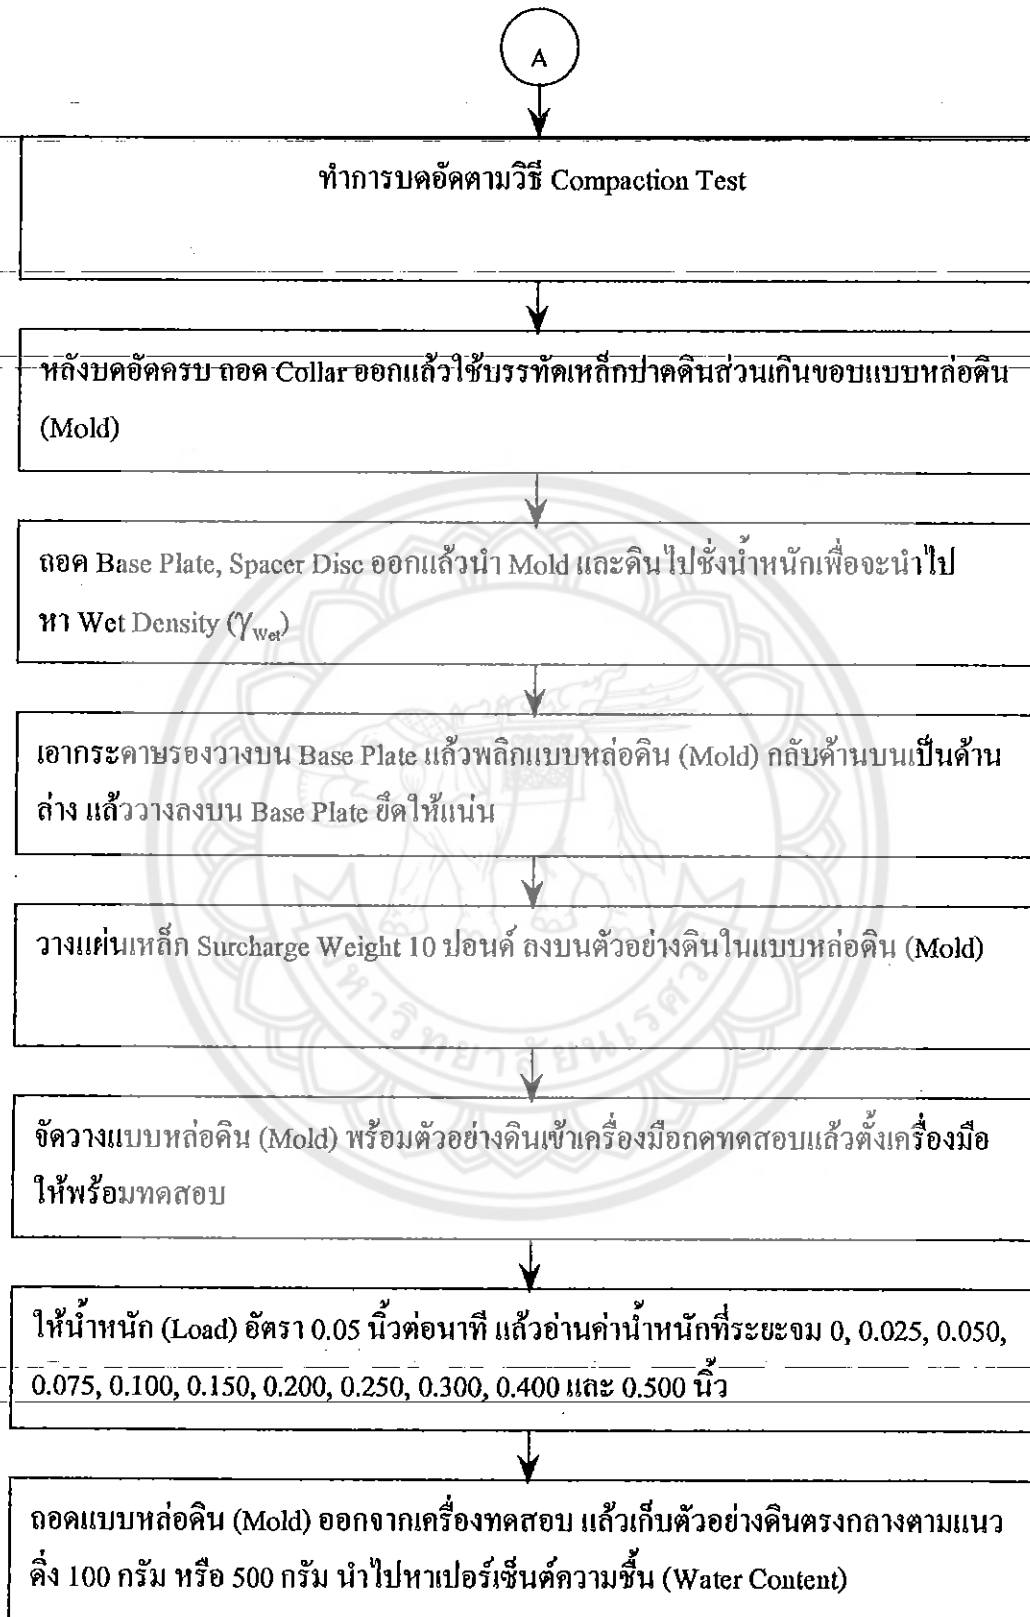 A
ทำการบดอัดตามวิธี Compaction Test
หลังบดอัดครบ ถอด Collar ออกแล้วใช้บรรทัดเหล็กปาดดินส่วนเกินขอบแบบหล่อดิน
(Mold)
ถอด Base Plate, Spacer Disc ออกแล้วนำ Mold และดินไปชั่งน้ำหนักเพื่อจะนำไป
หา Wet Density (γWet)
เอากระดาษรองวางบน Base Plate แล้วพลิกแบบหล่อดิน (Mold) กลับด้านบนเป็นด้าน
ล่าง แล้ววางลงบน Base Plate ยึดให้แน่น
วางแผ่นเหล็ก Surcharge Weight 10 ปอนด์ ลงบนตัวอย่างดินในแบบหล่อดิน (Mold)
มหาวิทยาลัยนเรศวร
จัดวางแบบหล่อดิน (Mold) พร้อมตัวอย่างดินเข้าเครื่องมือกดทดสอบแล้วตั้งเครื่องมือ
ให้พร้อมทดสอบ
ให้น้ำหนัก (Load) อัตรา 0.05 นิ้วต่อนาที แล้วอ่านค่าน้ำหนักที่ระยะจม 0, 0.025, 0.050,
0.075, 0.100, 0.150, 0.200, 0.250, 0.300, 0.400 และ 0.500 นิ้ว
ถอดแบบหล่อดิน (Mold) ออกจากเครื่องทดสอบ แล้วเก็บตัวอย่างดินตรงกลางตามแนว
ดิ่ง 100 กรัม หรือ 500 กรัม นำไปหาเปอร์เซ็นต์ความชื้น (Water Content)